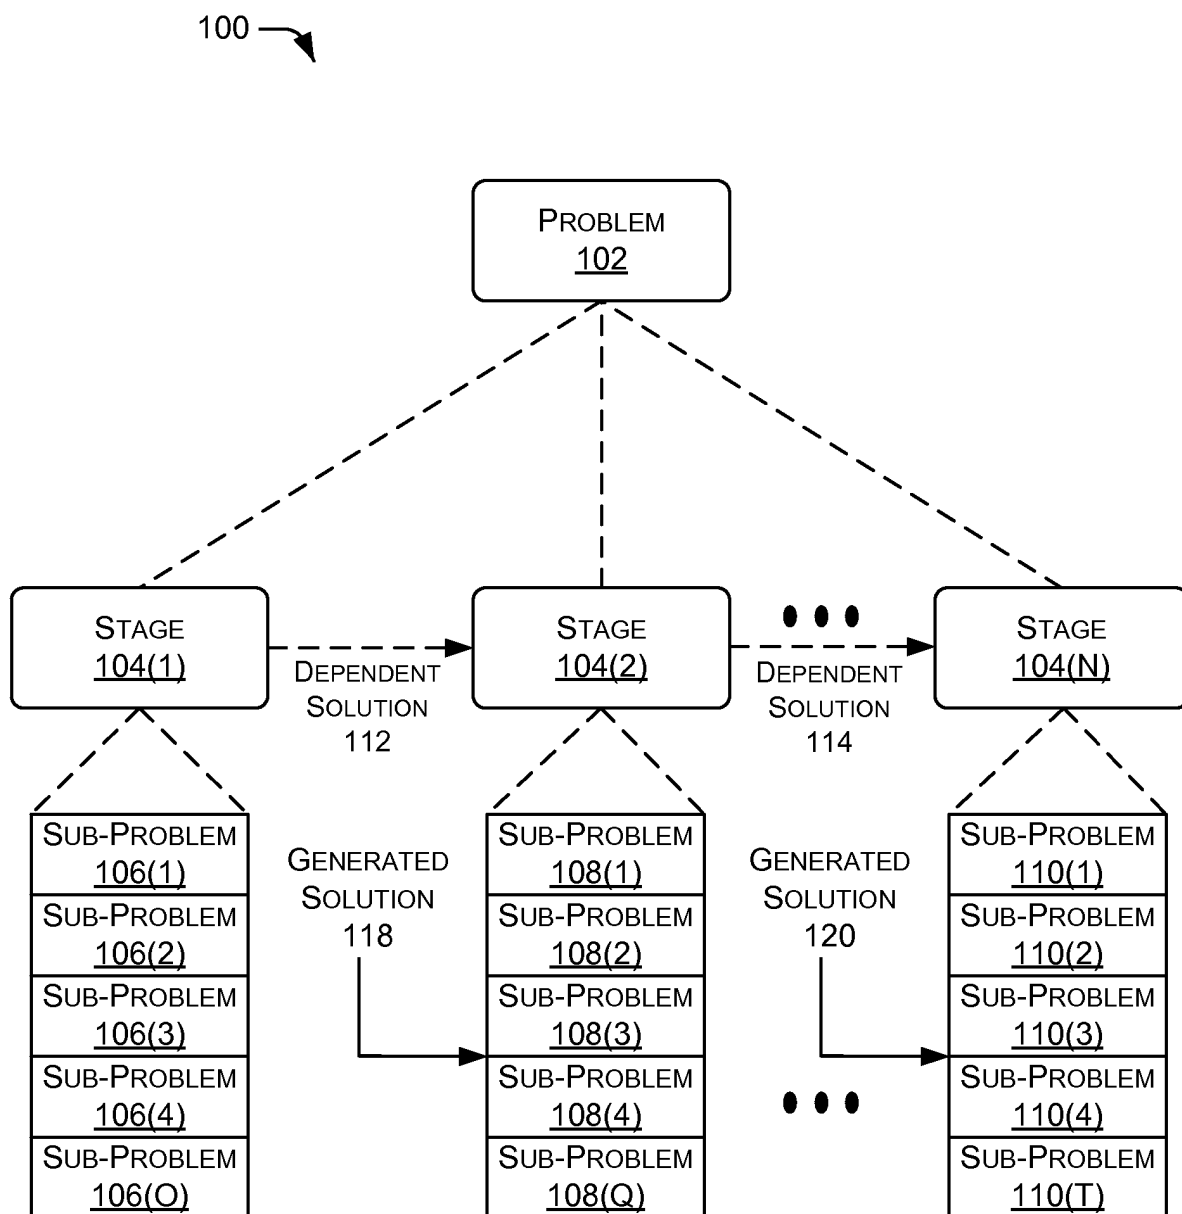 100
PROBLEM
102
STAGE
104(1)
DEPENDENT
SOLUTION
112
STAGE
104(2)
DEPENDENT
SOLUTION
114
STAGE
104(N)
SUB-PROBLEM
106(1)
SUB-PROBLEM
106(2)
SUB-PROBLEM
106(3)
SUB-PROBLEM
106(4)
SUB-PROBLEM
106(O)
GENERATED
SOLUTION
118
SUB-PROBLEM
108(1)
SUB-PROBLEM
108(2)
SUB-PROBLEM
108(3)
SUB-PROBLEM
108(4)
SUB-PROBLEM
108(Q)
GENERATED
SOLUTION
120
SUB-PROBLEM
110(1)
SUB-PROBLEM
110(2)
SUB-PROBLEM
110(3)
SUB-PROBLEM
110(4)
SUB-PROBLEM
110(T)